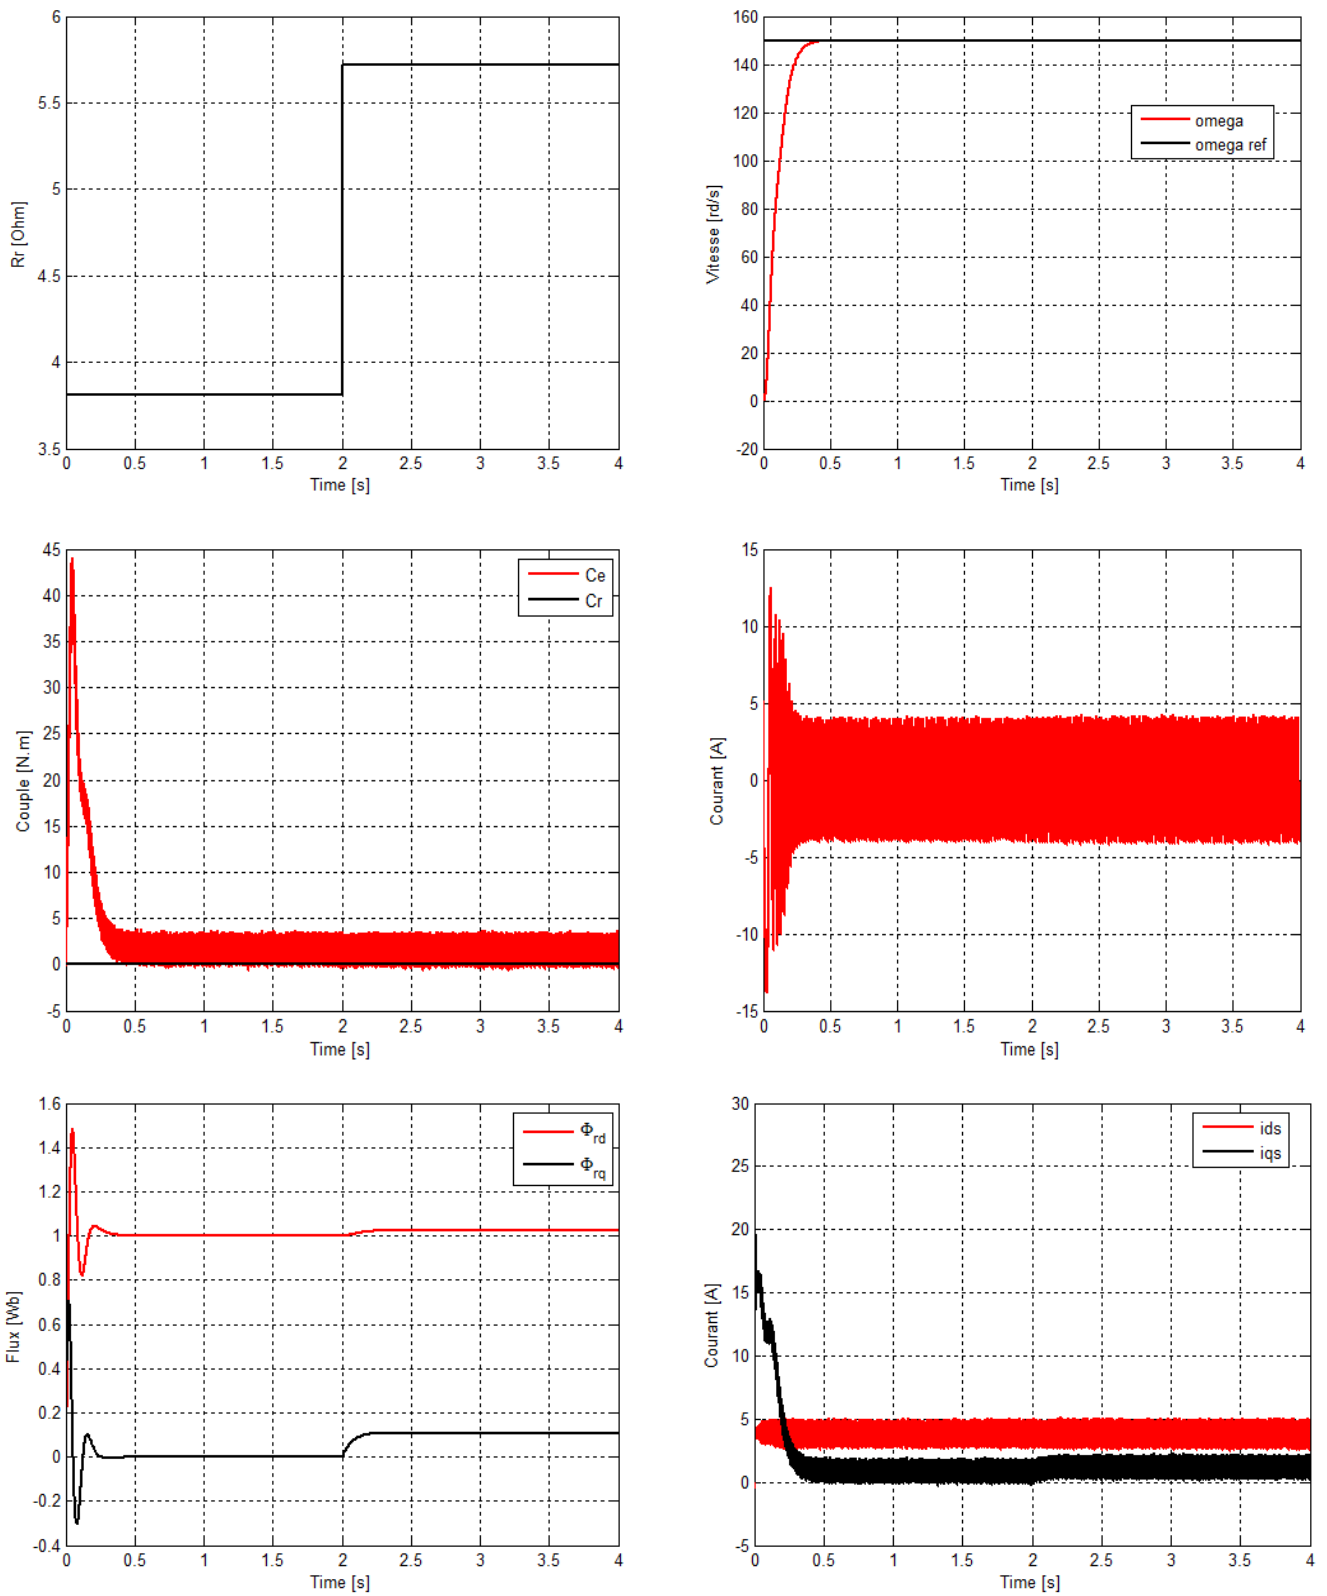 6
5.5
5
4.5
4
3.5
Rr [Ohm]
0 0.5 1 1.5 2 2.5 3 3.5 4
Time [s]
160
140
120
100
80
60
40
20
0
-20
Vitesse [rd/s]
omega
omega ref
0 0.5 1 1.5 2 2.5 3 3.5 4
Time [s]
45
40
35
30
25
20
15
10
5
0
-5
Couple [N.m]
Ce
Cr
0 0.5 1 1.5 2 2.5 3 3.5 4
Time [s]
15
10
5
0
-5
-10
-15
Courant [A]
0 0.5 1 1.5 2 2.5 3 3.5 4
Time [s]
1.6
1.4
1.2
1
0.8
0.6
0.4
0.2
0
-0.2
-0.4
Flux [Wb]
Φrd
Φrq
0 0.5 1 1.5 2 2.5 3 3.5 4
Time [s]
30
25
20
15
10
5
0
-5
Courant [A]
ids
iqs
0 0.5 1 1.5 2 2.5 3 3.5 4
Time [s]